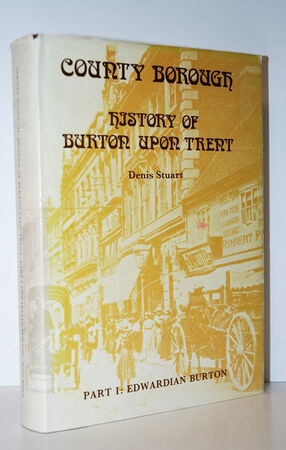 COUNTY BOROUGH
HISTORY OF
BURTON UPON TRENT
Denis Stuart
PART I: EDWARDIAN BURTON